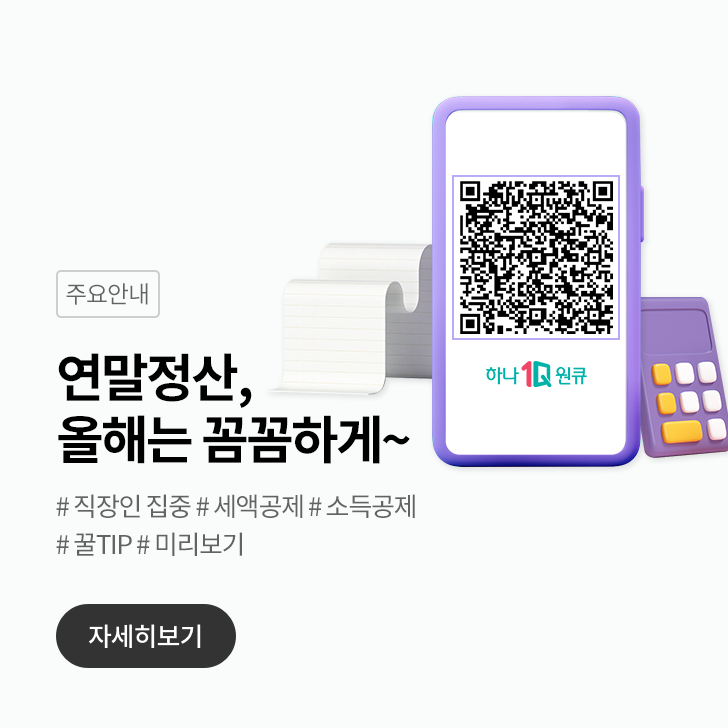 주요안내
연말정산,
올해는 꼼꼼하게~
# 직장인 집중 # 세액공제 # 소득공제
# 꿀TIP # 미리보기
자세히보기
하나 1Q 원큐